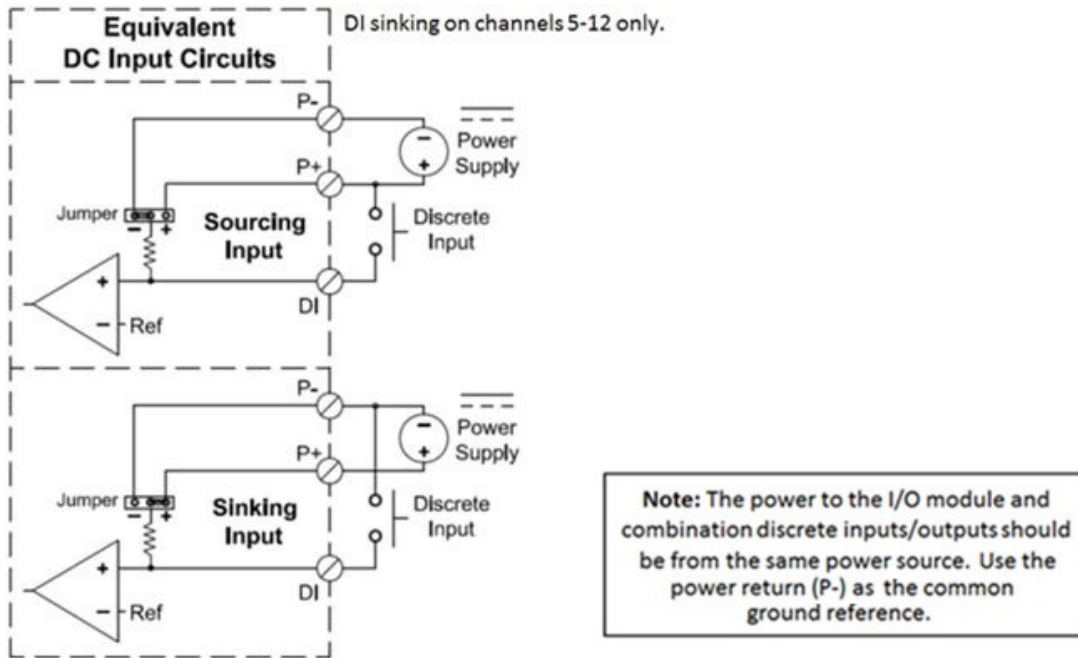 Equivalent
DC Input Circuits
DI sinking on channels 5-12 only.
P-
- Power
+ Supply
P+
Jumper
- +
Sourcing
Input
Discrete
Input
+
DI
- Ref
P-
- Power
+ Supply
P+
Jumper
- +
Sinking
Input
Discrete
Input
+
DI
- Ref
Note: The power to the I/O module and
combination discrete inputs/outputs should
be from the same power source. Use the
power return (P-) as the common
ground reference.